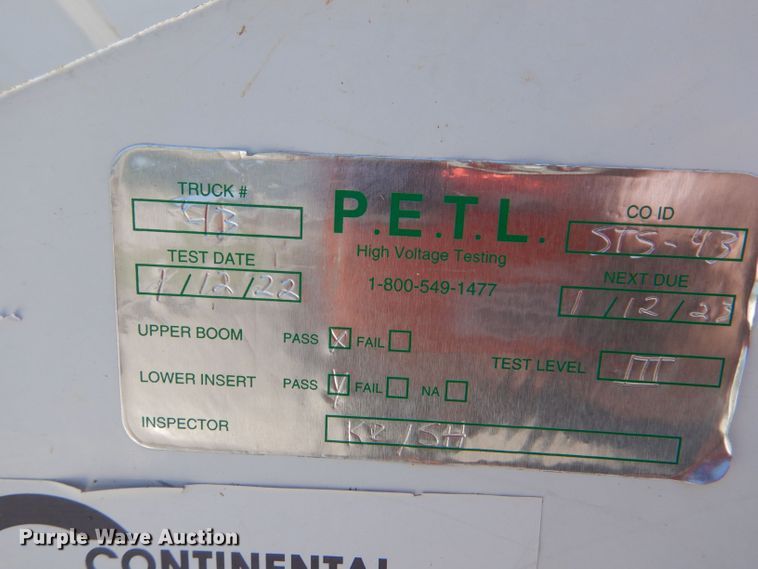 TRUCK #
43
P.E.T.L.
CO ID
STS-43
High Voltage Testing
TEST DATE
1/12/22
1-800-549-1477
NEXT DUE
1/12/23
UPPER BOOM PASS X FAIL
TEST LEVEL III
LOWER INSERT PASS X FAIL NA
INSPECTOR KR/SH
Purple Wave Auction
CONTINENTAL